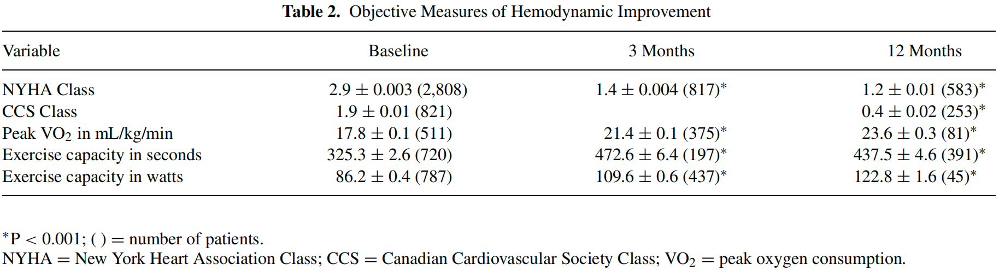 Table 2. Objective Measures of Hemodynamic Improvement
Variable Baseline 3 Months 12 Months
NYHA Class 2.9 ± 0.003 (2,808) 1.4 ± 0.004 (817)* 1.2 ± 0.01 (583)*
CCS Class 1.9 ± 0.01 (821) 0.4 ± 0.02 (253)*
Peak VO₂ in mL/kg/min 17.8 ± 0.1 (511) 21.4 ± 0.1 (375)* 23.6 ± 0.3 (81)*
Exercise capacity in seconds 325.3 ± 2.6 (720) 472.6 ± 6.4 (197)* 437.5 ± 4.6 (391)*
Exercise capacity in watts 86.2 ± 0.4 (787) 109.6 ± 0.6 (437)* 122.8 ± 1.6 (45)*
*P < 0.001; ( ) = number of patients.
NYHA = New York Heart Association Class; CCS = Canadian Cardiovascular Society Class; VO₂ = peak oxygen consumption.